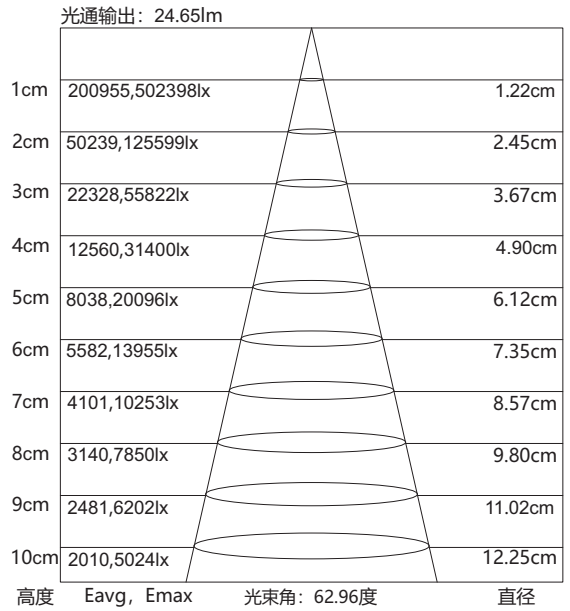 光通输出：24.65lm
1cm 200955,502398lx 1.22cm
2cm 50239,125599lx 2.45cm
3cm 22328,55822lx 3.67cm
4cm 12560,31400lx 4.90cm
5cm 8038,20096lx 6.12cm
6cm 5582,13955lx 7.35cm
7cm 4101,10253lx 8.57cm
8cm 3140,7850lx 9.80cm
9cm 2481,6202lx 11.02cm
10cm 2010,5024lx 12.25cm
高度 Eavg，Emax 光束角：62.96度 直径